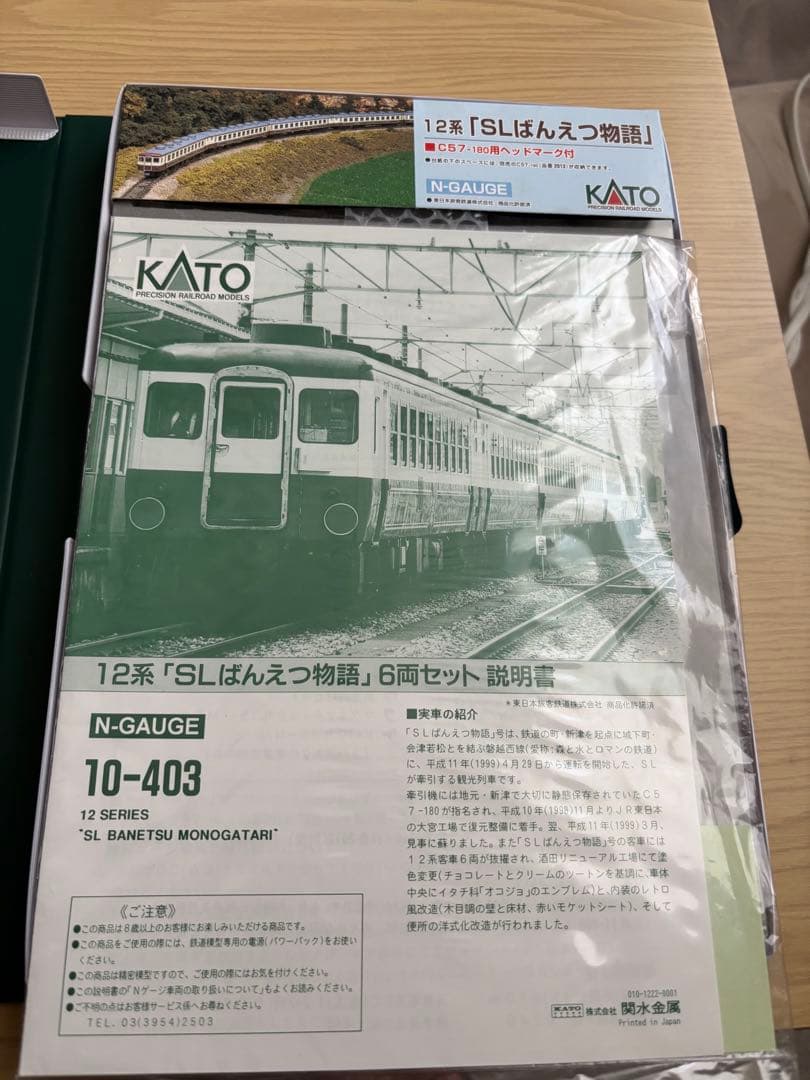 12系「SLばんえつ物語」
■C57-180用ヘッドマーク付
N-GAUGE
●東日本旅客鉄道株式会社 商品化許諾済
KATO
PRECISION RAILROAD MODELS
KATO
PRECISION RAILROAD MODELS
12系「SLばんえつ物語」6両セット 説明書
*東日本旅客鉄道株式会社 商品化許諾済
N-GAUGE
10-403
12 SERIES
"SL BANETSU MONOGATARI"
■実車の紹介
「SLばんえつ物語」号は、鉄道の町・新津を起点に城下町・
会津若松とを結ぶ磐越西線(愛称:森と水とロマンの鉄道)
に、平成11年(1999)4月29日から運転を開始した、SL
が牽引する観光列車です。
牽引機には地元・新津で大切に静態保存されていたC5
7-180が指名され、平成10年(1998)11月よりJR東日本
の大宮工場で復元整備に着手。翌、平成11年(1999)3月、
見事に蘇りました。また「SLばんえつ物語」号の客車には
12系客車6両が抜擢され、酒田リニューアル工場にて塗
色変更(チョコレートとクリームのツートンを基調に、車体
中央にイタチ科「オコジョ」のエンブレム)と、内装のレトロ
風改造(木目調の壁と床材、赤いモケットシート)、そして
便所の洋式化改造が行われました。
《ご注意》
●この商品は8歳以上のお客様にお楽しみいただける商品です。
●この商品をご使用の際には、鉄道模型専用の電源(パワーパック)をお使い
ください。
●この商品は精密模型ですので、ご使用の際にはお気を付けください。
●この説明書の「Nゲージ車両の取り扱いについて」もよくお読みください。
●ご不明の点はお客様サービス係へお尋ねください。
TEL. 03(3954)2503
010-1222-9001
KATO 株式会社 関水金属
Printed in Japan